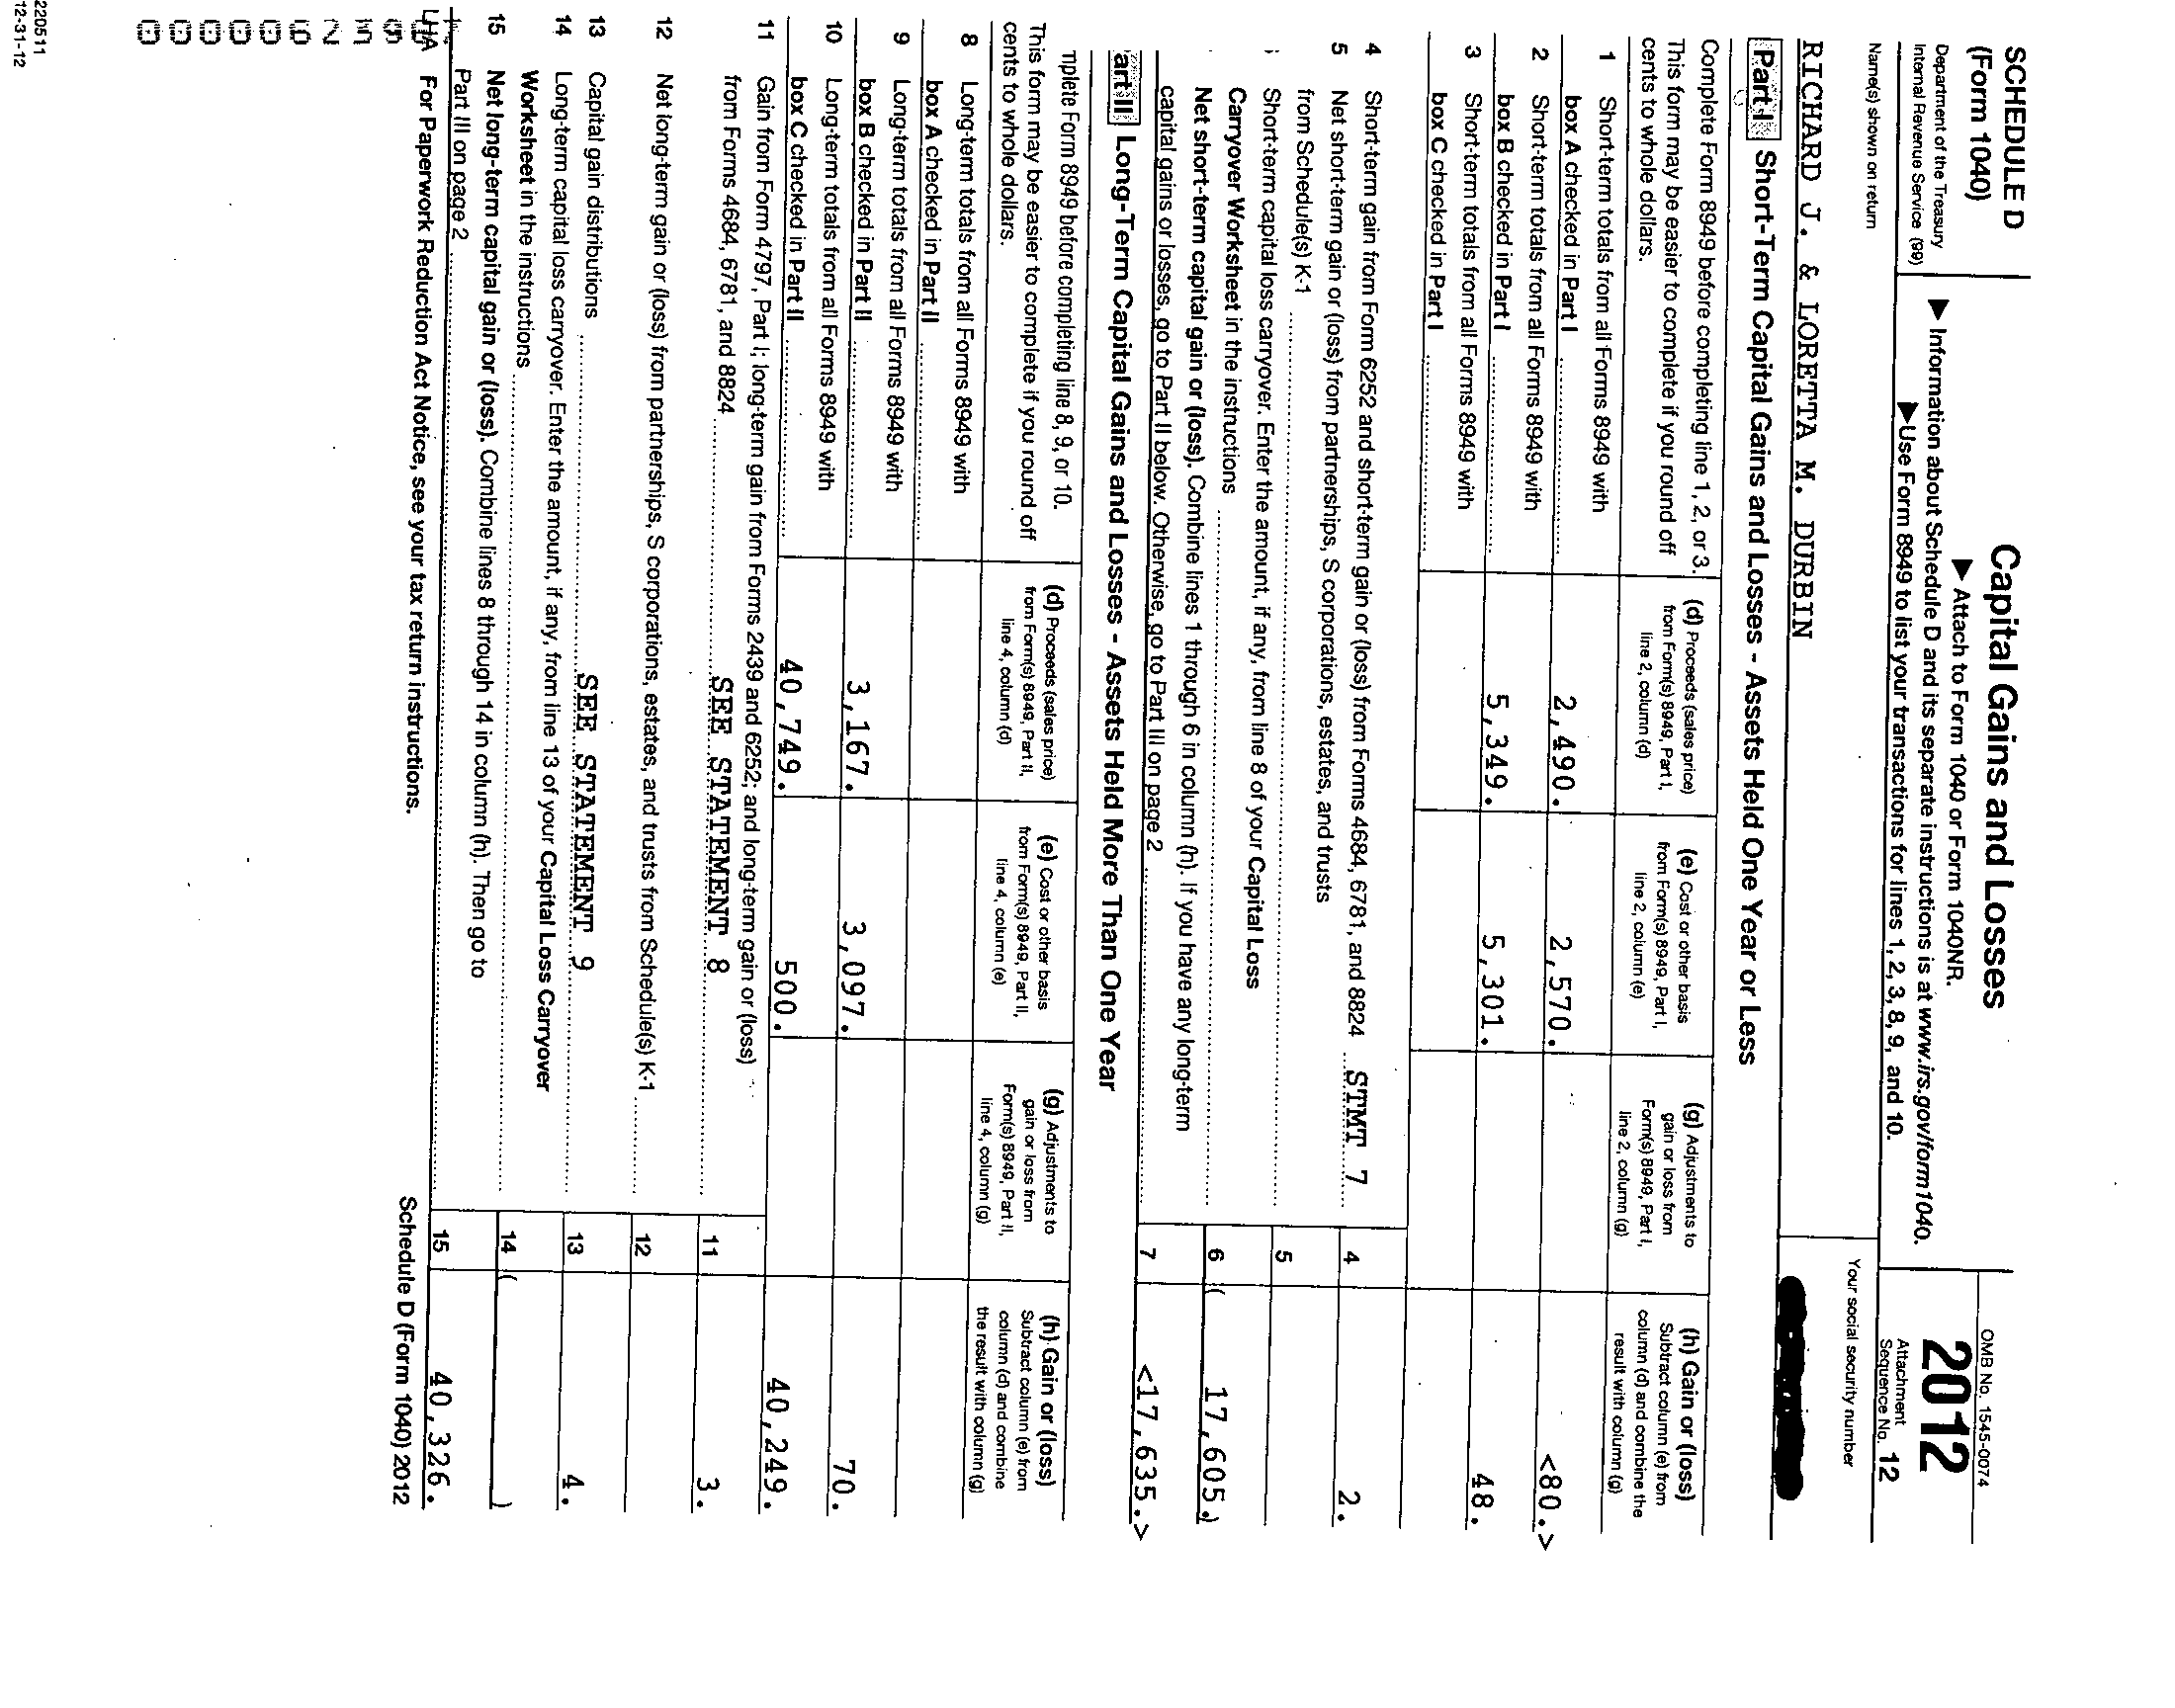 SCHEDULE D
(Form 1040)
Department of the Treasury
Internal Revenue Service (99)
Capital Gains and Losses
▶ Attach to Form 1040 or Form 1040NR.
▶ Information about Schedule D and its separate instructions is at www.irs.gov/form1040.
▶Use Form 8949 to list your transactions for lines 1, 2, 3, 8, 9, and 10.
OMB No. 1545-0074
2012
Attachment
Sequence No. 12
Name(s) shown on return
Your social security number
RICHARD J. & LORETTA M. DURBIN
Part I Short-Term Capital Gains and Losses - Assets Held One Year or Less
Complete Form 8949 before completing line 1, 2, or 3.
This form may be easier to complete if you round off
cents to whole dollars.
(d) Proceeds (sales price)
from Form(s) 8949, Part I,
line 2, column (d)
(e) Cost or other basis
from Form(s) 8949, Part I,
line 2, column (e)
(g) Adjustments to
gain or loss from
Form(s) 8949, Part I,
line 2, column (g)
(h) Gain or (loss)
Subtract column (e) from
column (d) and combine the
result with column (g)
1 Short-term totals from all Forms 8949 with
box A checked in Part I 2,490. 2,570. <80.>
2 Short-term totals from all Forms 8949 with
box B checked in Part I 5,349. 5,301. 48.
3 Short-term totals from all Forms 8949 with
box C checked in Part I
4 Short-term gain from Form 6252 and short-term gain or (loss) from Forms 4684, 6781, and 8824 STMT 7 4 2.
5 Net short-term gain or (loss) from partnerships, S corporations, estates, and trusts
from Schedule(s) K-1 5
Short-term capital loss carryover. Enter the amount, if any, from line 8 of your Capital Loss
Carryover Worksheet in the instructions 6 ( 17,605.)
Net short-term capital gain or (loss). Combine lines 1 through 6 in column (h). If you have any long-term
capital gains or losses, go to Part II below. Otherwise, go to Part III on page 2 7 <17,635.>
art II Long-Term Capital Gains and Losses - Assets Held More Than One Year
mplete Form 8949 before completing line 8, 9, or 10.
This form may be easier to complete if you round off
cents to whole dollars.
(d) Proceeds (sales price)
from Form(s) 8949, Part II,
line 4, column (d)
(e) Cost or other basis
from Form(s) 8949, Part II,
line 4, column (e)
(g) Adjustments to
gain or loss from
Form(s) 8949, Part II,
line 4, column (g)
(h) Gain or (loss)
Subtract column (e) from
column (d) and combine
the result with column (g)
8 Long-term totals from all Forms 8949 with
box A checked in Part II
9 Long-term totals from all Forms 8949 with
box B checked in Part II 3,167. 3,097. 70.
10 Long-term totals from all Forms 8949 with
box C checked in Part II 40,749. 500. 40,249.
11 Gain from Form 4797, Part I; long-term gain from Forms 2439 and 6252; and long-term gain or (loss)
from Forms 4684, 6781, and 8824 SEE STATEMENT 8 11 3.
12 Net long-term gain or (loss) from partnerships, S corporations, estates, and trusts from Schedule(s) K-1 12
13 Capital gain distributions SEE STATEMENT 9 13 4.
14 Long-term capital loss carryover. Enter the amount, if any, from line 13 of your Capital Loss Carryover
Worksheet in the instructions 14 ( )
15 Net long-term capital gain or (loss). Combine lines 8 through 14 in column (h). Then go to
Part III on page 2 15 40,326.
LHA For Paperwork Reduction Act Notice, see your tax return instructions. Schedule D (Form 1040) 2012
220511
12-31-12